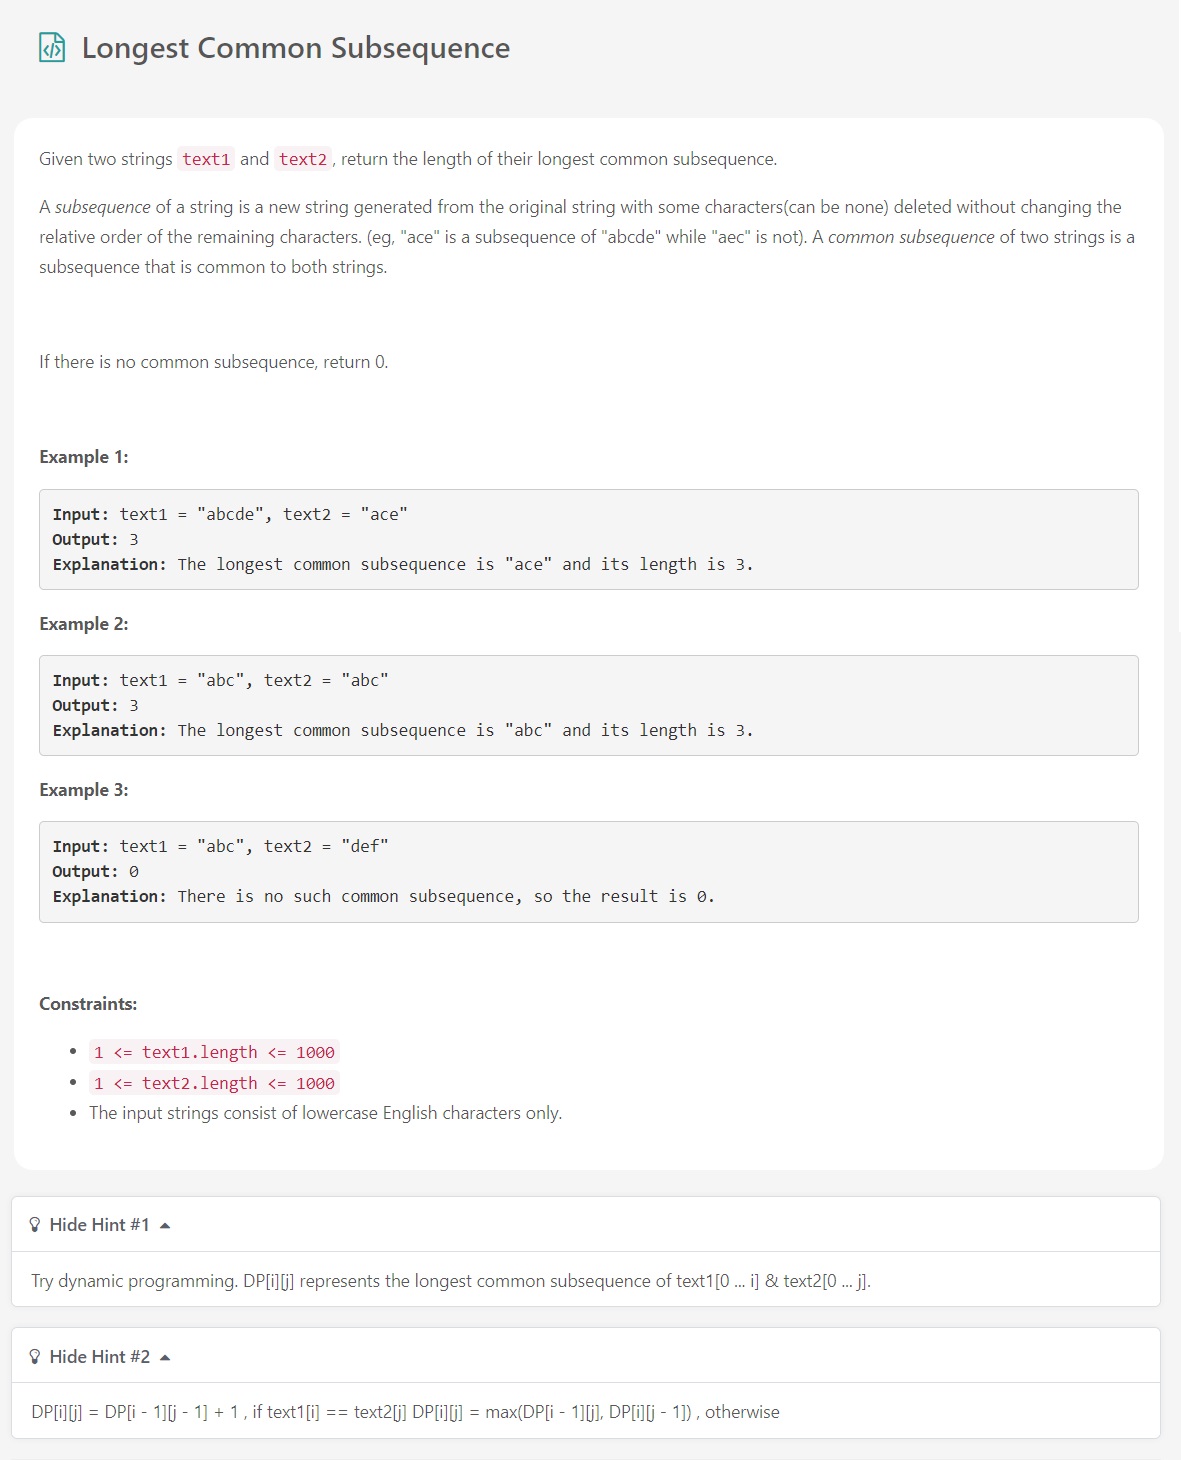 Longest Common Subsequence
Given two strings text1 and text2, return the length of their longest common subsequence.
A subsequence of a string is a new string generated from the original string with some characters(can be none) deleted without changing the
relative order of the remaining characters. (eg, "ace" is a subsequence of "abcde" while "aec" is not). A common subsequence of two strings is a
subsequence that is common to both strings.
If there is no common subsequence, return 0.
Example 1:
Input: text1 = "abcde", text2 = "ace"
Output: 3
Explanation: The longest common subsequence is "ace" and its length is 3.
Example 2:
Input: text1 = "abc", text2 = "abc"
Output: 3
Explanation: The longest common subsequence is "abc" and its length is 3.
Example 3:
Input: text1 = "abc", text2 = "def"
Output: 0
Explanation: There is no such common subsequence, so the result is 0.
Constraints:
• 1 <= text1.length <= 1000
• 1 <= text2.length <= 1000
• The input strings consist of lowercase English characters only.
Hide Hint #1
Try dynamic programming. DP[i][j] represents the longest common subsequence of text1[0 ... i] & text2[0 ... j].
Hide Hint #2
DP[i][j] = DP[i - 1][j - 1] + 1 , if text1[i] == text2[j] DP[i][j] = max(DP[i - 1][j], DP[i][j - 1]) , otherwise